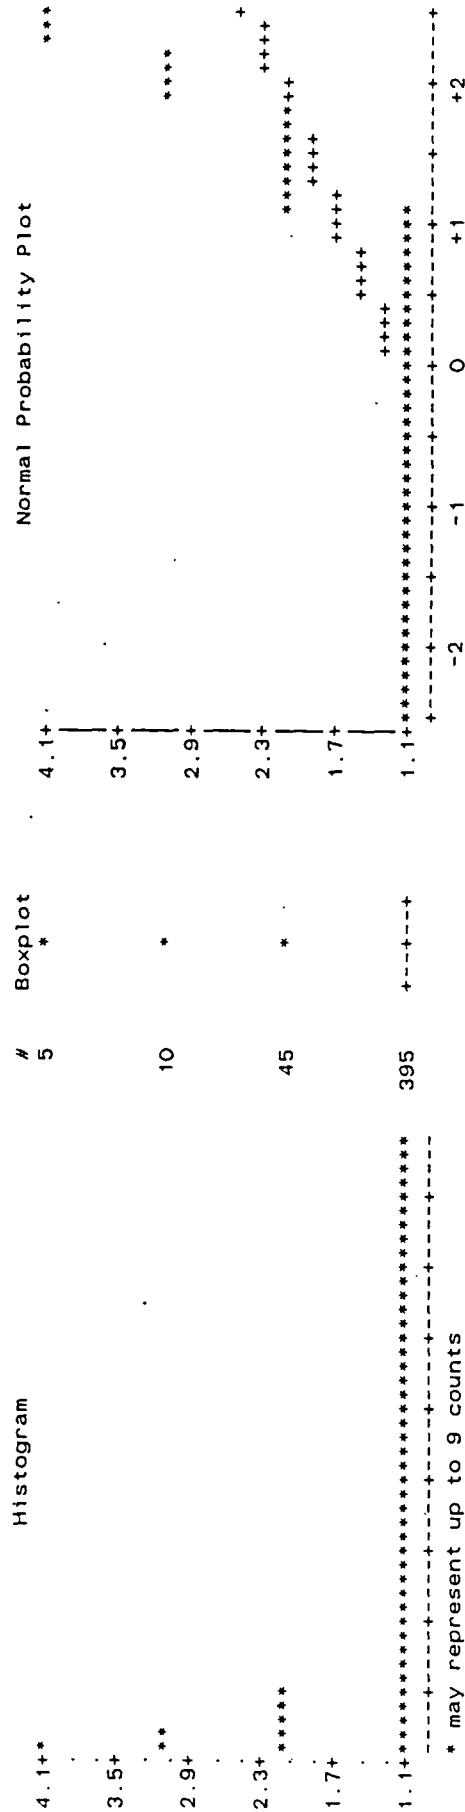 Histogram # Boxplot Normal Probability Plot
4.1+* 5 * 4.1+ ***
3.5+ 3.5+
** 10 * ****
2.9+ 2.9+
+
2.3+ 2.3+ ++++
***** 45 * ********++
++++
1.7+ 1.7+ ++++
++++
++++
1.1+******************************************** 395 +--+--+ 1.1+*************************************
----+----+----+----+----+----+----+----+---- +----+----+----+----+----+----+----+----+----+----+
* may represent up to 9 counts -2 -1 0 +1 +2